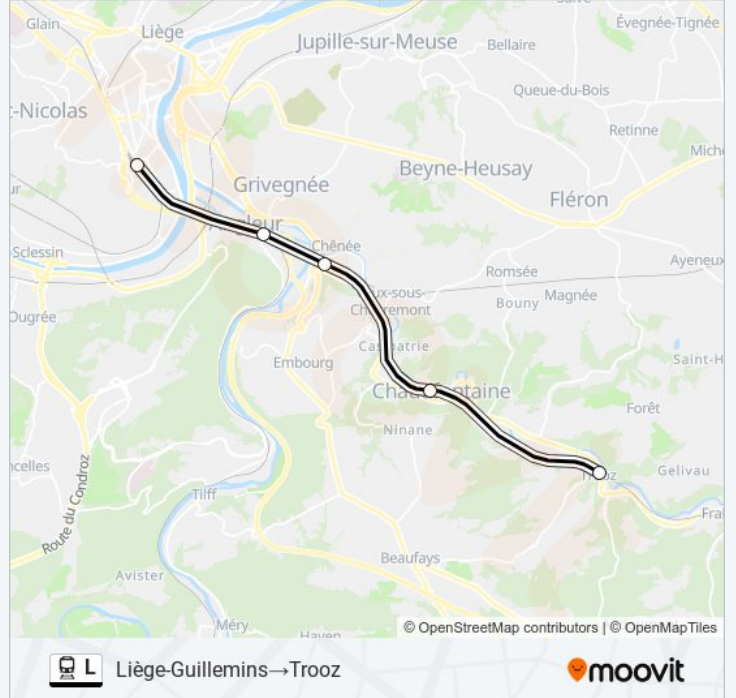 Glain
Liège
Jupille-sur-Meuse
Bellaire
Évegnée-Tignée
Queue-du-Bois
-Nicolas
Retinne
Beyne-Heusay
Grivegnée
Fléron
Chênée
Sclessin
Romsée
Ayeneux
Magnée
Bouny
Ougrée
Embourg
Chaudfontaine
Forêt
Ninane
Gelivau
Tilff
Route du Condroz
Beaufays
Avister
Méry
© OpenStreetMap contributors | © OpenMapTiles
L Liège-Guillemins→Trooz
moovit